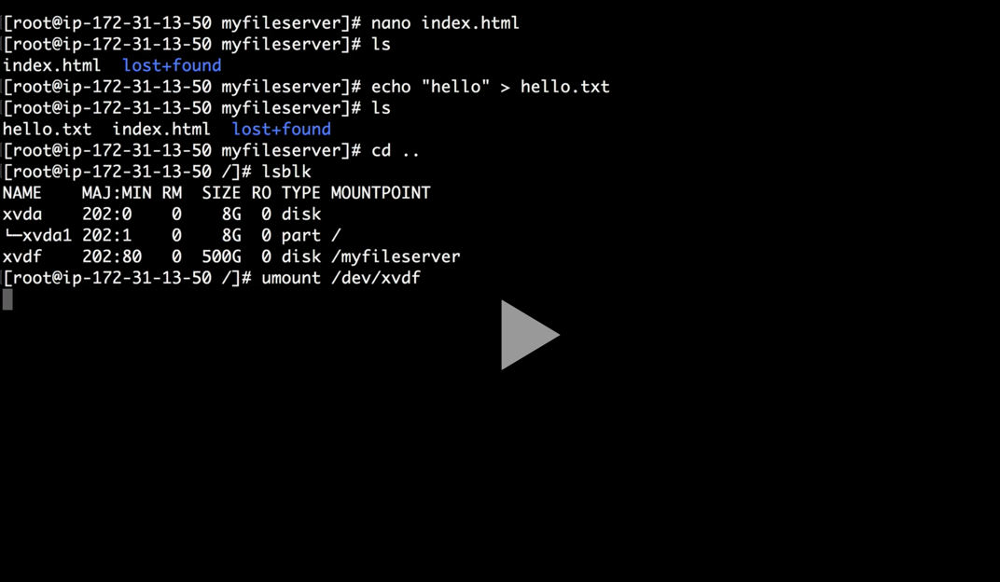 [root@ip-172-31-13-50 myfileserver]# nano index.html
[root@ip-172-31-13-50 myfileserver]# ls
index.html  lost+found
[root@ip-172-31-13-50 myfileserver]# echo "hello" > hello.txt
[root@ip-172-31-13-50 myfileserver]# ls
hello.txt  index.html  lost+found
[root@ip-172-31-13-50 myfileserver]# cd ..
[root@ip-172-31-13-50 /]# lsblk
NAME    MAJ:MIN RM  SIZE RO TYPE MOUNTPOINT
xvda    202:0    0    8G  0 disk
└─xvda1 202:1    0    8G  0 part /
xvdf    202:80   0  500G  0 disk /myfileserver
[root@ip-172-31-13-50 /]# umount /dev/xvdf